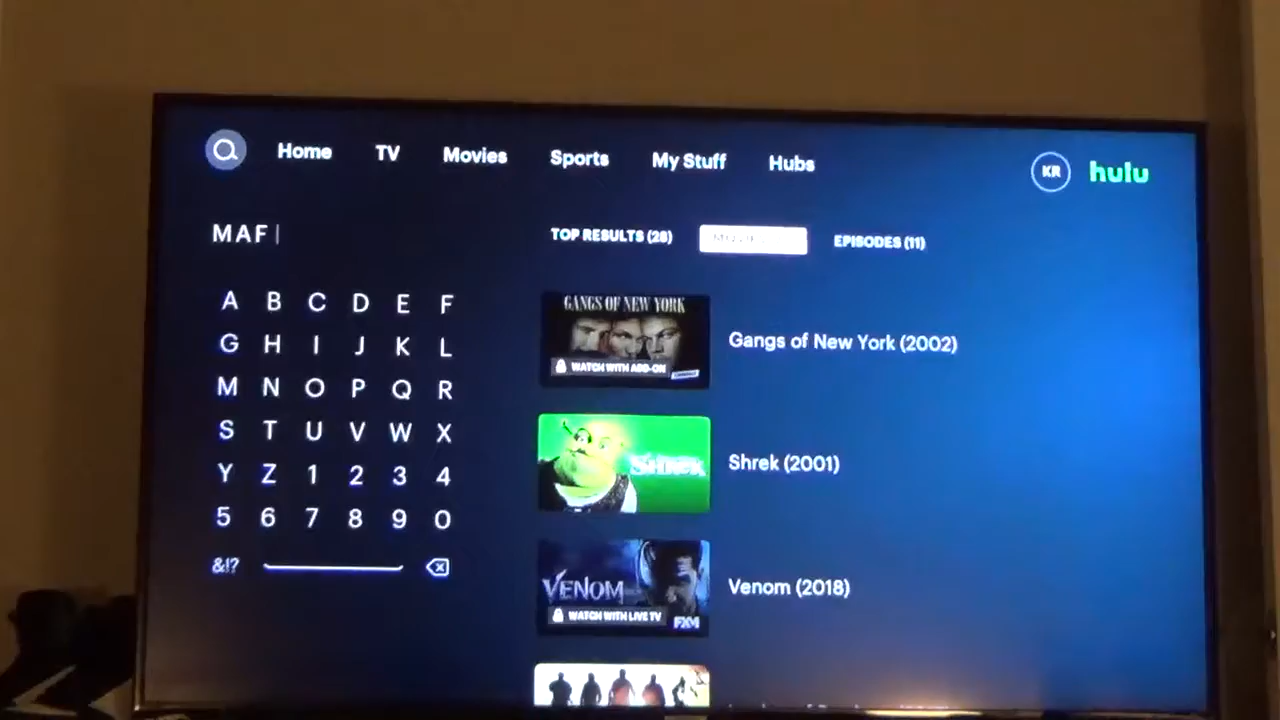 Home TV Movies Sports My Stuff Hubs KR hulu
MAF
TOP RESULTS (28) EPISODES (11)
A B C D E F
G H I J K L
M N O P Q R
S T U V W X
Y Z 1 2 3 4
5 6 7 8 9 0
&!?
GANGS OF NEW YORK
WATCH WITH ADD-ON
Gangs of New York (2002)
SHREK
Shrek (2001)
VENOM
WATCH WITH LIVE TV
FXM
Venom (2018)